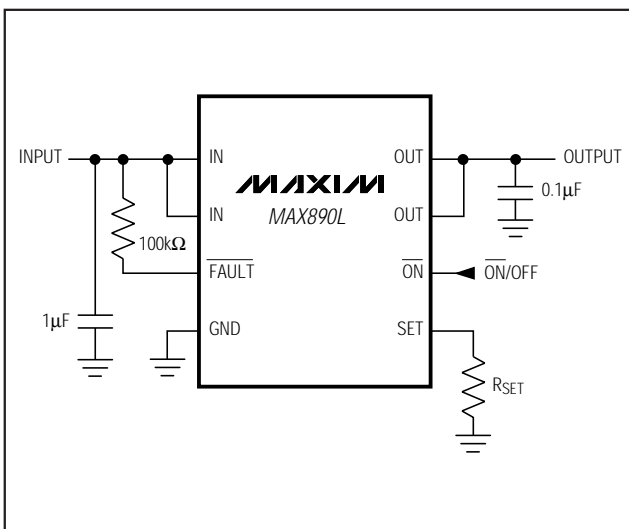 INPUT
IN
IN
FAULT
GND
100kΩ
1µF
MAXIM
MAX890L
OUT
OUT
ON
SET
OUTPUT
0.1µF
ON/OFF
RSET